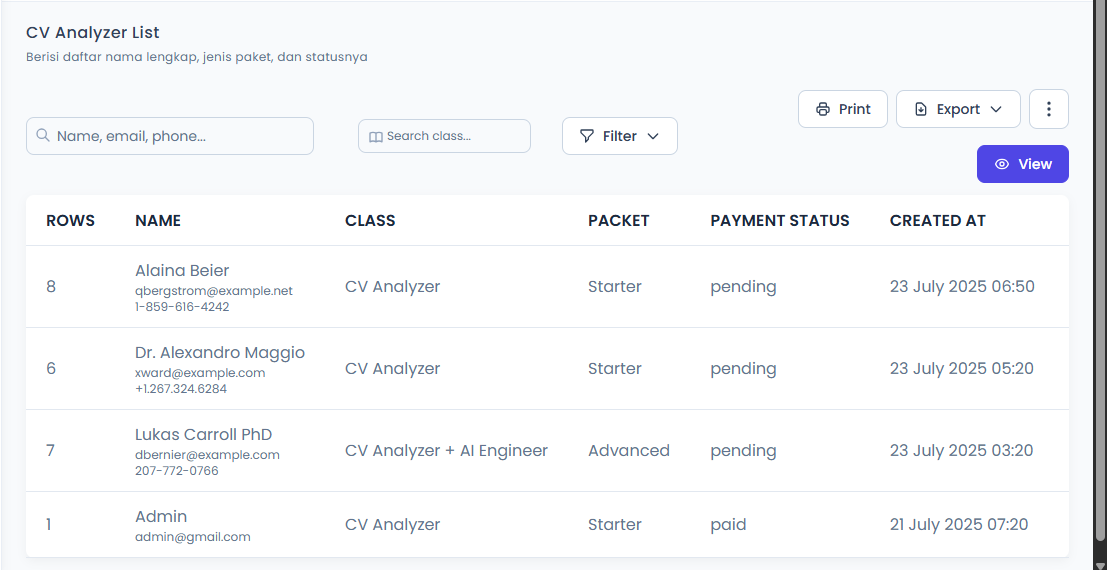 CV Analyzer List
Berisi daftar nama lengkap, jenis paket, dan statusnya
Print
Export
Name, email, phone...
Search class...
Filter
View
ROWS NAME CLASS PACKET PAYMENT STATUS CREATED AT
Alaina Beier
8 qbergstrom@example.net CV Analyzer Starter pending 23 July 2025 06:50
1-859-616-4242
Dr. Alexandro Maggio
6 xward@example.com CV Analyzer Starter pending 23 July 2025 05:20
+1.267.324.6284
Lukas Carroll PhD
7 dbernier@example.com CV Analyzer + AI Engineer Advanced pending 23 July 2025 03:20
207-772-0766
Admin
1 admin@gmail.com CV Analyzer Starter paid 21 July 2025 07:20